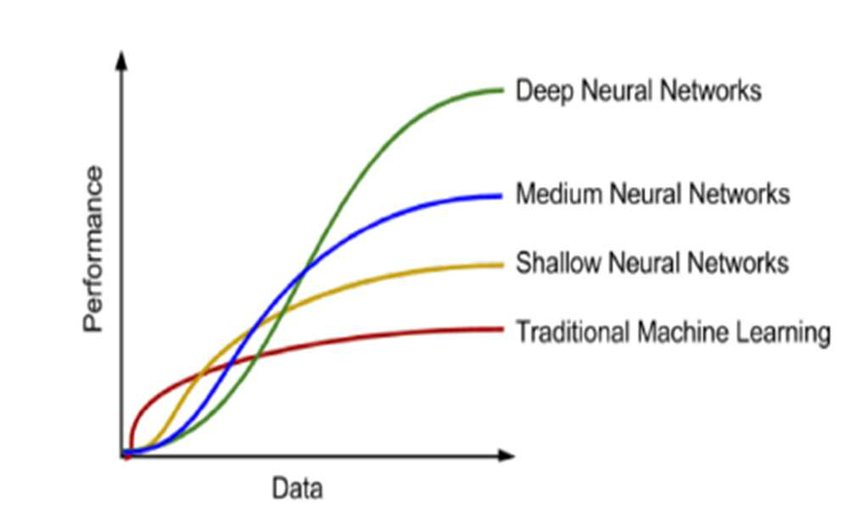 Deep Neural Networks
Medium Neural Networks
Shallow Neural Networks
Traditional Machine Learning
Performance
Data